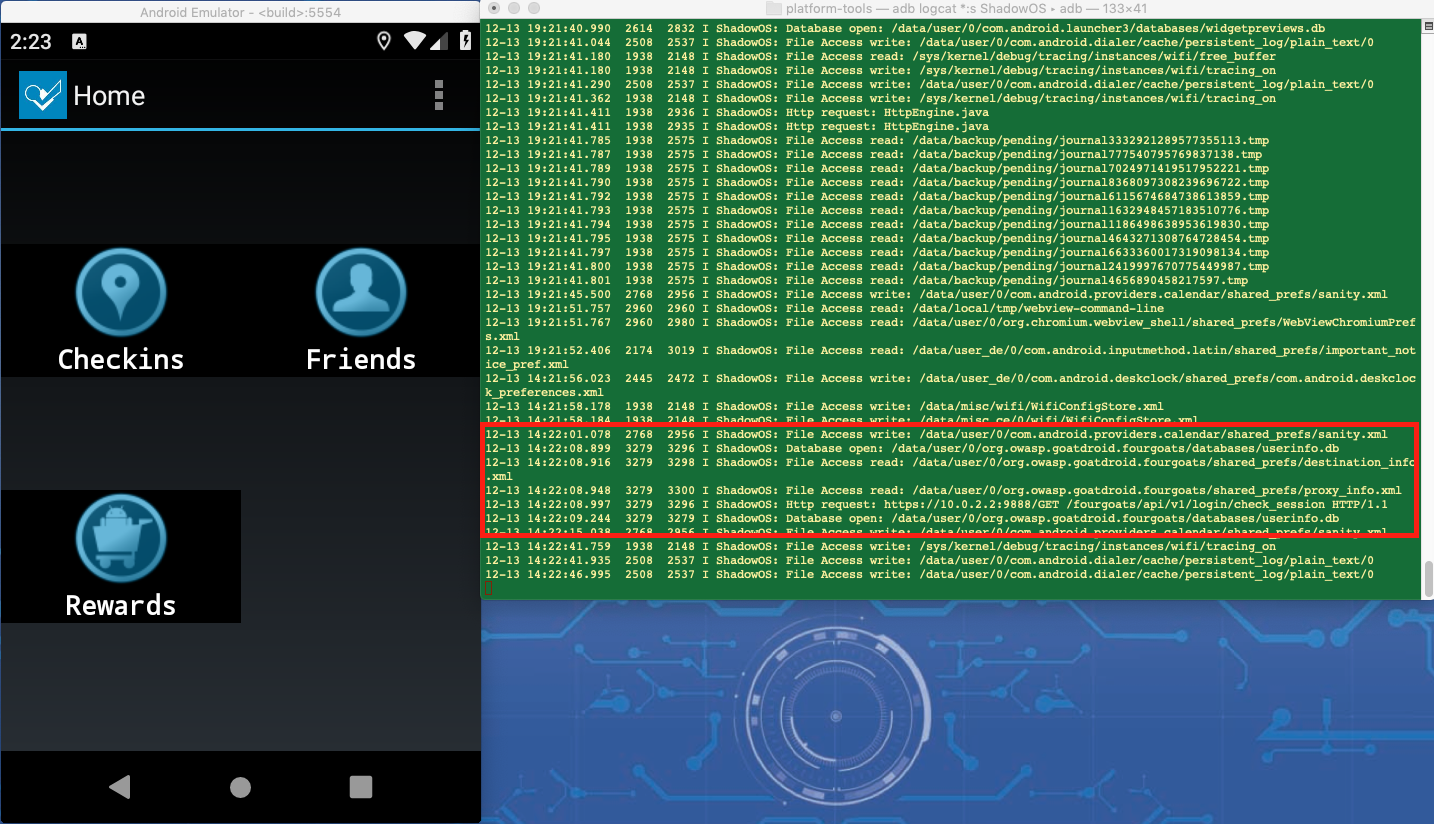 Android Emulator - <build>:5554
2:23
A
Home
Checkins
Friends
Rewards
platform-tools — adb logcat *:s ShadowOS ▸ adb — 133×41
12-13 19:21:40.990  2614  2832 I ShadowOS: Database open: /data/user/0/com.android.launcher3/databases/widgetpreviews.db
12-13 19:21:41.044  2508  2537 I ShadowOS: File Access write: /data/user/0/com.android.dialer/cache/persistent_log/plain_text/0
12-13 19:21:41.180  1938  2148 I ShadowOS: File Access read: /sys/kernel/debug/tracing/instances/wifi/free_buffer
12-13 19:21:41.180  1938  2148 I ShadowOS: File Access write: /sys/kernel/debug/tracing/instances/wifi/tracing_on
12-13 19:21:41.290  2508  2537 I ShadowOS: File Access write: /data/user/0/com.android.dialer/cache/persistent_log/plain_text/0
12-13 19:21:41.362  1938  2148 I ShadowOS: File Access write: /sys/kernel/debug/tracing/instances/wifi/tracing_on
12-13 19:21:41.411  1938  2936 I ShadowOS: Http request: HttpEngine.java
12-13 19:21:41.411  1938  2935 I ShadowOS: Http request: HttpEngine.java
12-13 19:21:41.785  1938  2575 I ShadowOS: File Access read: /data/backup/pending/journal3332921289577355113.tmp
12-13 19:21:41.787  1938  2575 I ShadowOS: File Access read: /data/backup/pending/journal777540795769837138.tmp
12-13 19:21:41.789  1938  2575 I ShadowOS: File Access read: /data/backup/pending/journal7024971419517952221.tmp
12-13 19:21:41.790  1938  2575 I ShadowOS: File Access read: /data/backup/pending/journal8368097308239696722.tmp
12-13 19:21:41.792  1938  2575 I ShadowOS: File Access read: /data/backup/pending/journal6115674684738613859.tmp
12-13 19:21:41.793  1938  2575 I ShadowOS: File Access read: /data/backup/pending/journal1632948457183510776.tmp
12-13 19:21:41.794  1938  2575 I ShadowOS: File Access read: /data/backup/pending/journal1186498638953619830.tmp
12-13 19:21:41.795  1938  2575 I ShadowOS: File Access read: /data/backup/pending/journal4643271308764728454.tmp
12-13 19:21:41.797  1938  2575 I ShadowOS: File Access read: /data/backup/pending/journal6633360017319098134.tmp
12-13 19:21:41.800  1938  2575 I ShadowOS: File Access read: /data/backup/pending/journal2419997670775449987.tmp
12-13 19:21:41.801  1938  2575 I ShadowOS: File Access read: /data/backup/pending/journal4656890458217597.tmp
12-13 19:21:45.500  2768  2956 I ShadowOS: File Access write: /data/user/0/com.android.providers.calendar/shared_prefs/sanity.xml
12-13 19:21:51.757  2960  2960 I ShadowOS: File Access read: /data/local/tmp/webview-command-line
12-13 19:21:51.767  2960  2980 I ShadowOS: File Access read: /data/user/0/org.chromium.webview_shell/shared_prefs/WebViewChromiumPref
s.xml
12-13 19:21:52.406  2174  3019 I ShadowOS: File Access read: /data/user_de/0/com.android.inputmethod.latin/shared_prefs/important_not
ice_pref.xml
12-13 14:21:56.023  2445  2472 I ShadowOS: File Access write: /data/user_de/0/com.android.deskclock/shared_prefs/com.android.deskcloc
k_preferences.xml
12-13 14:21:58.178  1938  2148 I ShadowOS: File Access write: /data/misc/wifi/WifiConfigStore.xml
12-13 14:21:58.184  1938  2148 I ShadowOS: File Access write: /data/misc_ce/0/wifi/WifiConfigStore.xml
12-13 14:22:01.078  2768  2956 I ShadowOS: File Access write: /data/user/0/com.android.providers.calendar/shared_prefs/sanity.xml
12-13 14:22:08.899  3279  3296 I ShadowOS: Database open: /data/user/0/org.owasp.goatdroid.fourgoats/databases/userinfo.db
12-13 14:22:08.916  3279  3298 I ShadowOS: File Access read: /data/user/0/org.owasp.goatdroid.fourgoats/shared_prefs/destination_info
.xml
12-13 14:22:08.948  3279  3300 I ShadowOS: File Access read: /data/user/0/org.owasp.goatdroid.fourgoats/shared_prefs/proxy_info.xml
12-13 14:22:08.997  3279  3296 I ShadowOS: Http request: https://10.0.2.2:9888/GET /fourgoats/api/v1/login/check_session HTTP/1.1
12-13 14:22:09.244  3279  3279 I ShadowOS: Database open: /data/user/0/org.owasp.goatdroid.fourgoats/databases/userinfo.db
12-13 14:22:15.038  2768  2956 I ShadowOS: File Access write: /data/user/0/com.android.providers.calendar/shared_prefs/sanity.xml
12-13 14:22:41.759  1938  2148 I ShadowOS: File Access write: /sys/kernel/debug/tracing/instances/wifi/tracing_on
12-13 14:22:41.935  2508  2537 I ShadowOS: File Access write: /data/user/0/com.android.dialer/cache/persistent_log/plain_text/0
12-13 14:22:46.995  2508  2537 I ShadowOS: File Access write: /data/user/0/com.android.dialer/cache/persistent_log/plain_text/0